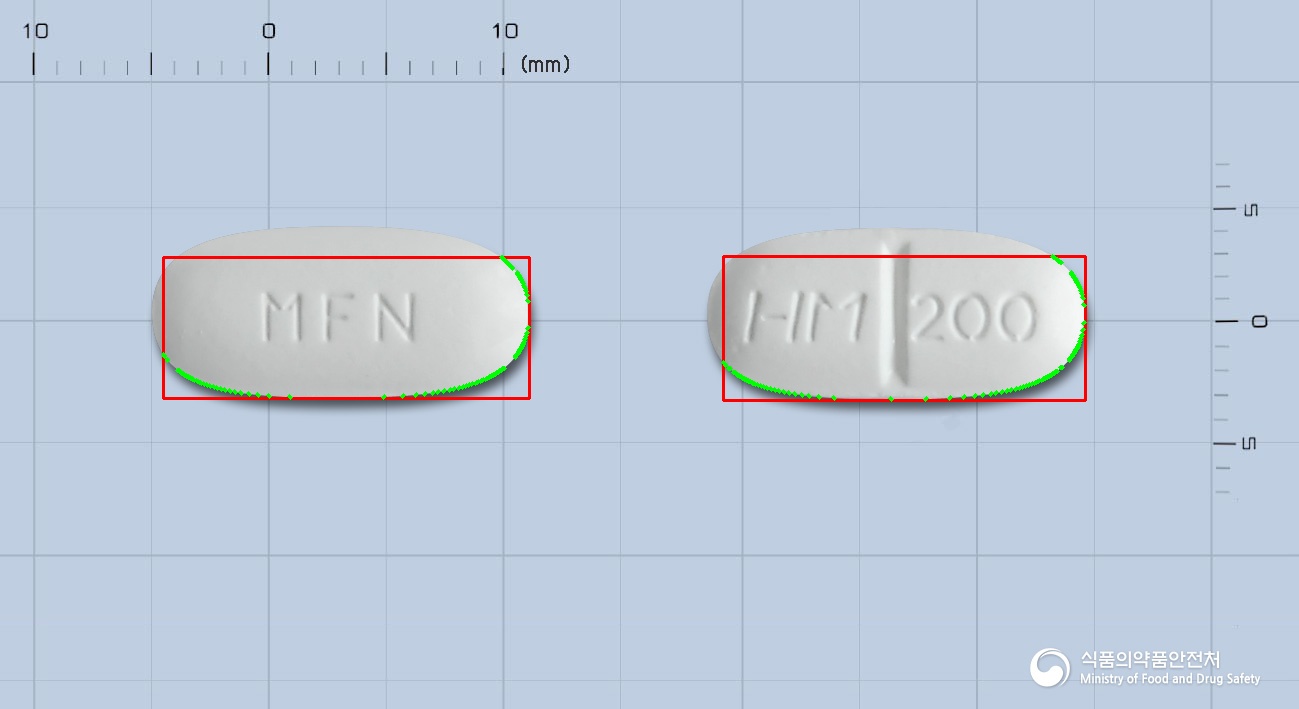 10 0 10 (mm)
5
MFN
HM 200
0
5
식품의약품안전처
Ministry of Food and Drug Safety